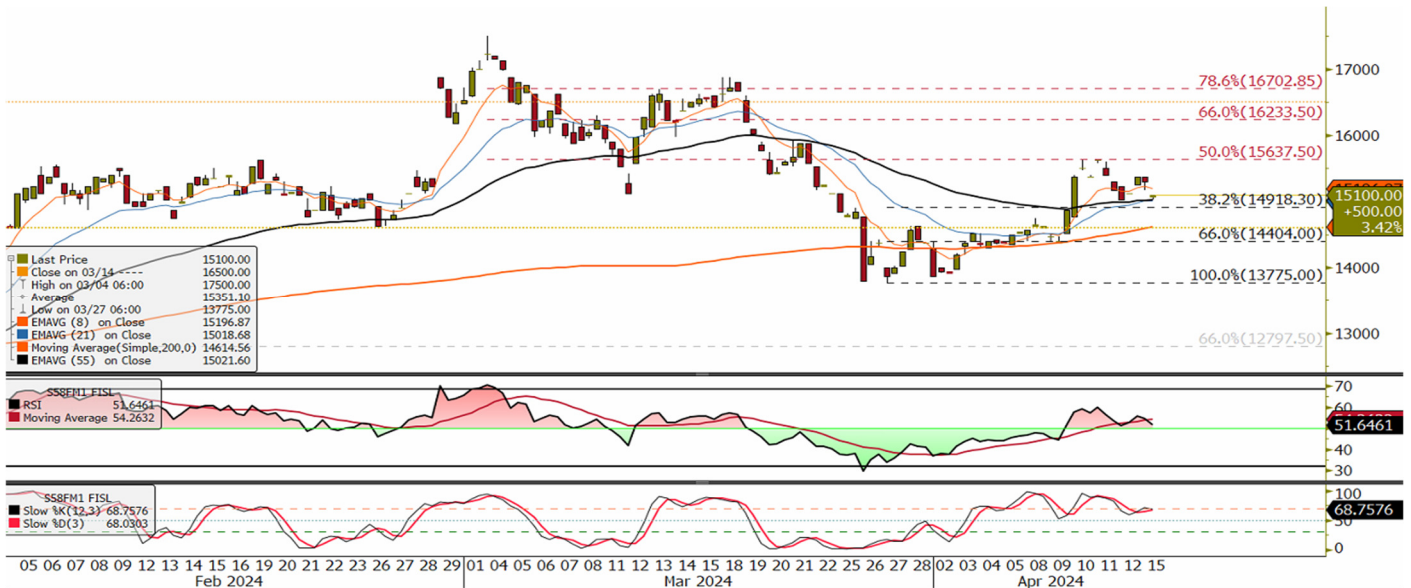 17000
16000
14000
13000
78.6%(16702.85)
66.0%(16233.50)
50.0%(15637.50)
38.2%(14918.30)
66.0%(14404.00)
100.0%(13775.00)
66.0%(12797.50)
15100.00
+500.00
3.42%
Last Price 15100.00
Close on 03/14 ---- 16500.00
High on 03/04 06:00 17500.00
Average 15351.10
Low on 03/27 06:00 13775.00
EMAVG (8) on Close 15196.87
EMAVG (21) on Close 15018.68
Moving Average(Simple,200,0) 14614.56
EMAVG (55) on Close 15021.60
S58FM1 FISL
RSI 51.6461
Moving Average 54.2632
70
60
51.6461
40
30
S58FM1 FISL
Slow %K(12,3) 68.7576
Slow %D(3) 68.0303
100
68.7576
50
0
05 06 07 08 09 12 13 14 15 16 19 20 21 22 23 26 27 28 29 01 04 05 06 07 08 11 12 13 14 15 18 19 20 21 22 25 26 27 28 02 03 04 05 08 09 10 11 12 15
Feb 2024 Mar 2024 Apr 2024